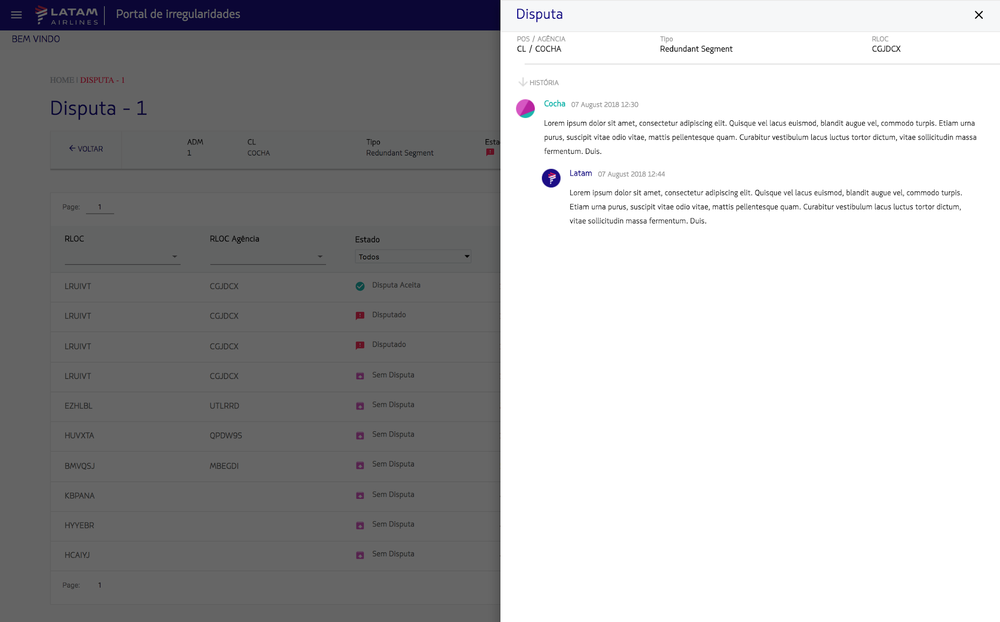 LATAM
AIRLINES
Portal de irregularidades
BEM VINDO
HOME | DISPUTA - 1
Disputa - 1
VOLTAR
ADM
1
CL
COCHA
Tipo
Redundant Segment
Page: 1
RLOC RLOC Agência Estado
Todos
LRUIVT CGJDCX Disputa Aceita
LRUIVT CGJDCX Disputado
LRUIVT CGJDCX Disputado
LRUIVT CGJDCX Sem Disputa
EZHLBL UTLRRD Sem Disputa
HUVXTA QPDW9S Sem Disputa
BMVQSJ MBEGDI Sem Disputa
KBPANA Sem Disputa
HYYEBR Sem Disputa
HCAIYJ Sem Disputa
Page: 1
Disputa
POS / AGÊNCIA
CL / COCHA
Tipo
Redundant Segment
RLOC
CGJDCX
HISTÓRIA
Cocha 07 August 2018 12:30
Lorem ipsum dolor sit amet, consectetur adipiscing elit. Quisque vel lacus euismod, blandit augue vel, commodo turpis. Etiam urna
purus, suscipit vitae odio vitae, mattis pellentesque quam. Curabitur vestibulum lacus luctus tortor dictum, vitae sollicitudin massa
fermentum. Duis.
Latam 07 August 2018 12:44
Lorem ipsum dolor sit amet, consectetur adipiscing elit. Quisque vel lacus euismod, blandit augue vel, commodo turpis.
Etiam urna purus, suscipit vitae odio vitae, mattis pellentesque quam. Curabitur vestibulum lacus luctus tortor dictum,
vitae sollicitudin massa fermentum. Duis.